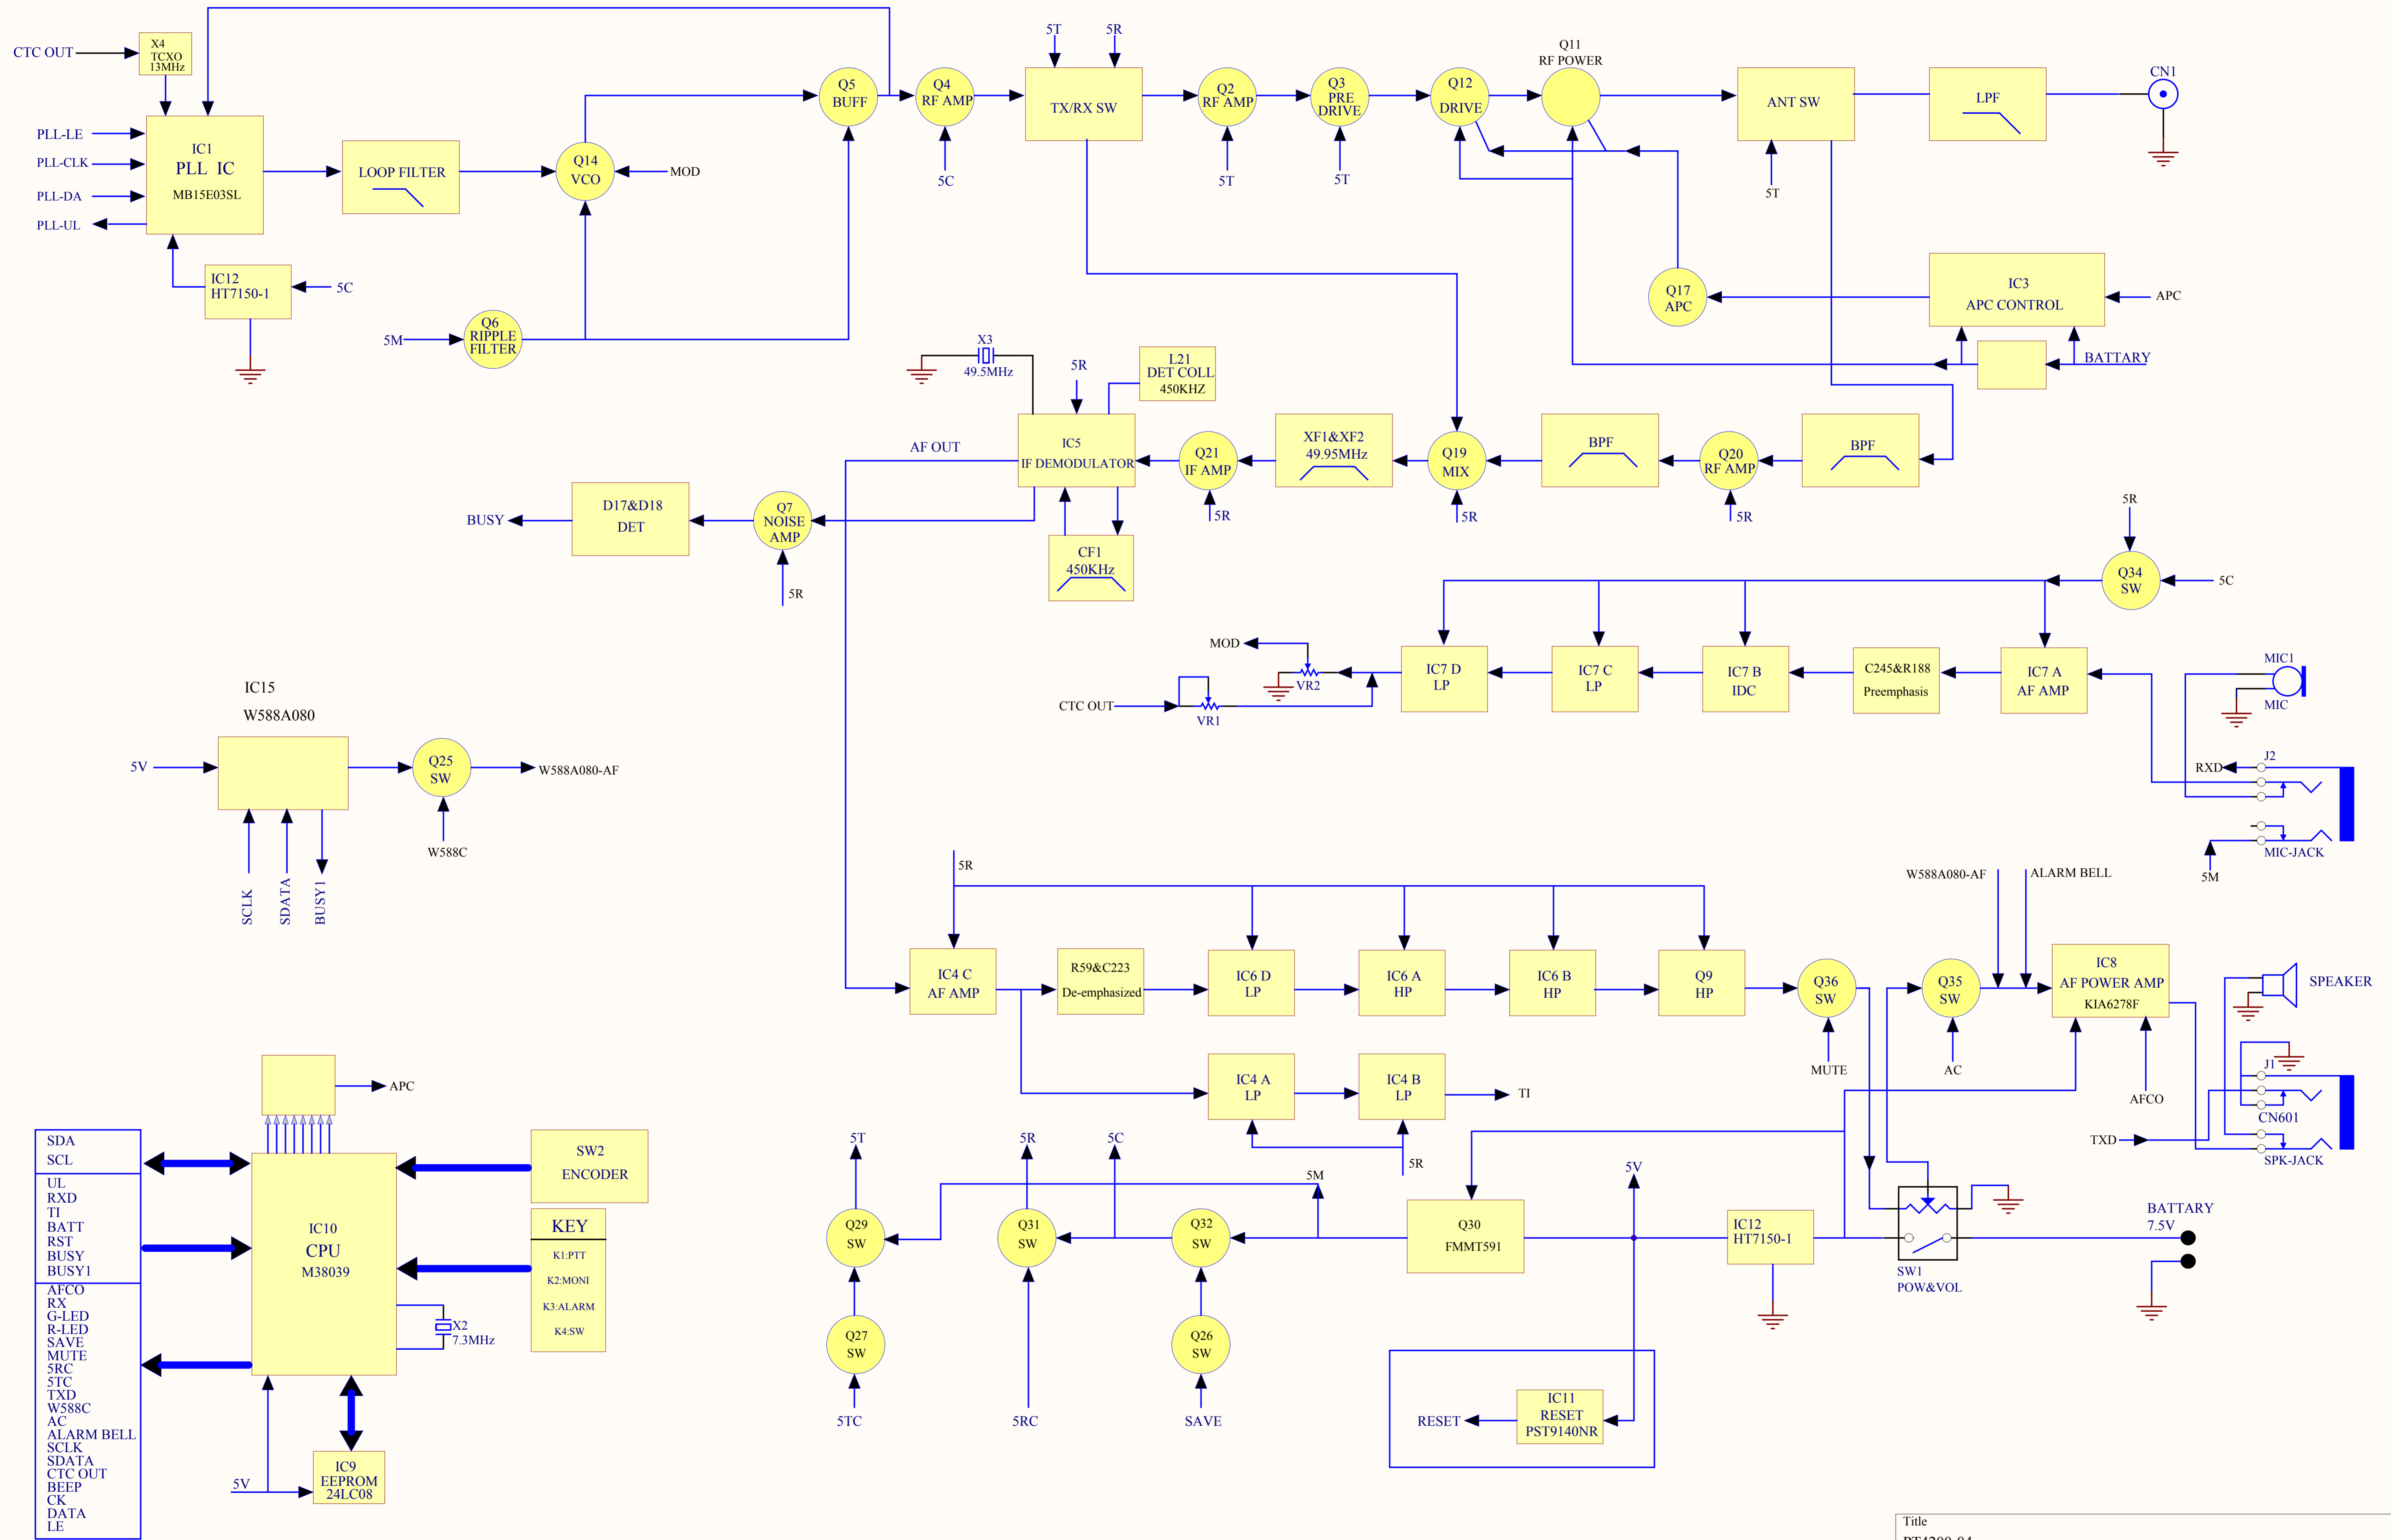 CTC OUT
X4
TCXO
13MHz
PLL-LE
PLL-CLK
PLL-DA
PLL-UL
IC1
PLL IC
MB15E03SL
LOOP FILTER
Q14
VCO
MOD
IC12
HT7150-1
5C
5M
Q6
RIPPLE
FILTER
Q5
BUFF
Q4
RF AMP
5C
5T
5R
TX/RX SW
Q2
RF AMP
5T
Q3
PRE
DRIVE
5T
Q12
DRIVE
Q11
RF POWER
ANT SW
5T
LPF
CN1
Q17
APC
IC3
APC CONTROL
APC
BATTARY
X3
49.5MHz
5R
L21
DET COLL
450KHZ
AF OUT
IC5
IF DEMODULATOR
Q21
IF AMP
5R
XF1&XF2
49.95MHz
Q19
MIX
5R
BPF
Q20
RF AMP
5R
BPF
BUSY
D17&D18
DET
Q7
NOISE
AMP
5R
CF1
450KHz
5R
Q34
SW
5C
MOD
VR2
CTC OUT
VR1
IC7 D
LP
IC7 C
LP
IC7 B
IDC
C245&R188
Preemphasis
IC7 A
AF AMP
MIC1
MIC
J2
RXD
MIC-JACK
5M
IC15
W588A080
5V
Q25
SW
W588A080-AF
W588C
SCLK
SDATA
BUSY1
5R
IC4 C
AF AMP
R59&C223
De-emphasized
IC6 D
LP
IC6 A
HP
IC6 B
HP
Q9
HP
Q36
SW
MUTE
W588A080-AF
ALARM BELL
Q35
SW
AC
IC8
AF POWER AMP
KIA6278F
AFCO
SPEAKER
J1
CN601
TXD
SPK-JACK
IC4 A
LP
IC4 B
LP
TI
5R
APC
SDA
SCL
UL
RXD
TI
BATT
RST
BUSY
BUSY1
AFCO
RX
G-LED
R-LED
SAVE
MUTE
5RC
5TC
TXD
W588C
AC
ALARM BELL
SCLK
SDATA
CTC OUT
BEEP
CK
DATA
LE
IC10
CPU
M38039
SW2
ENCODER
KEY
K1:PTT
K2:MONI
K3:ALARM
K4:SW
X2
7.3MHz
5V
IC9
EEPROM
24LC08
5T
5R
5C
5M
5V
Q29
SW
Q31
SW
Q32
SW
Q30
FMMT591
IC12
HT7150-1
SW1
POW&VOL
BATTARY
7.5V
Q27
SW
Q26
SW
5TC
5RC
SAVE
RESET
IC11
RESET
PST9140NR
Title